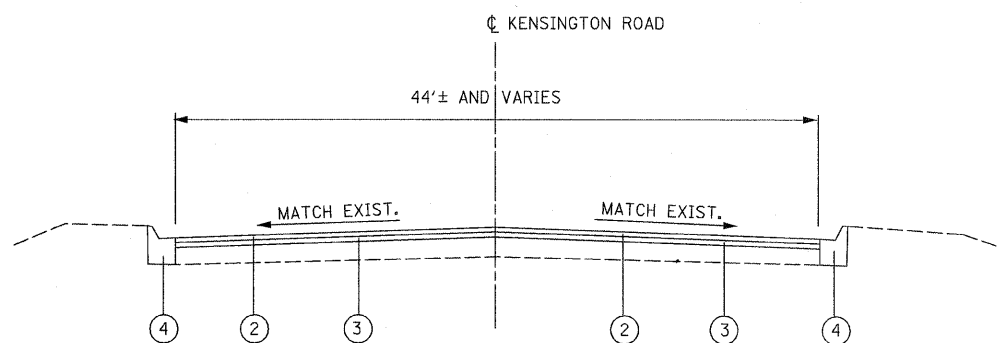 ℄ KENSINGTON ROAD
44'± AND VARIES
MATCH EXIST. MATCH EXIST.
4 2 3 2 3 4